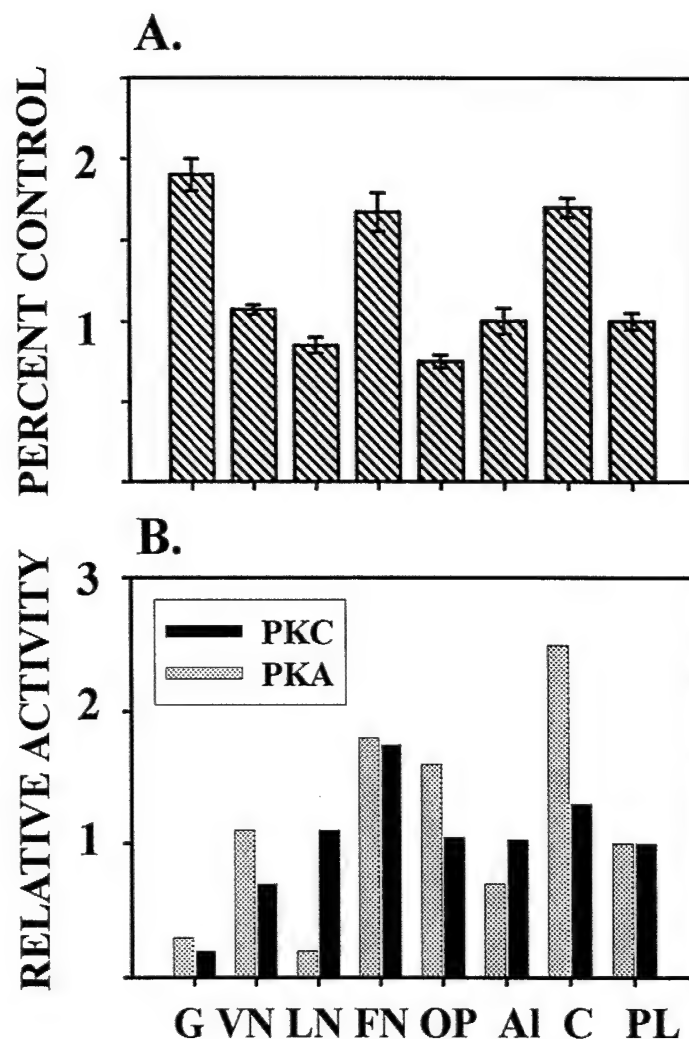 A.
PERCENT CONTROL
2
1
B.
RELATIVE ACTIVITY
3
2
1
PKC
PKA
G VN LN FN OP Al C PL